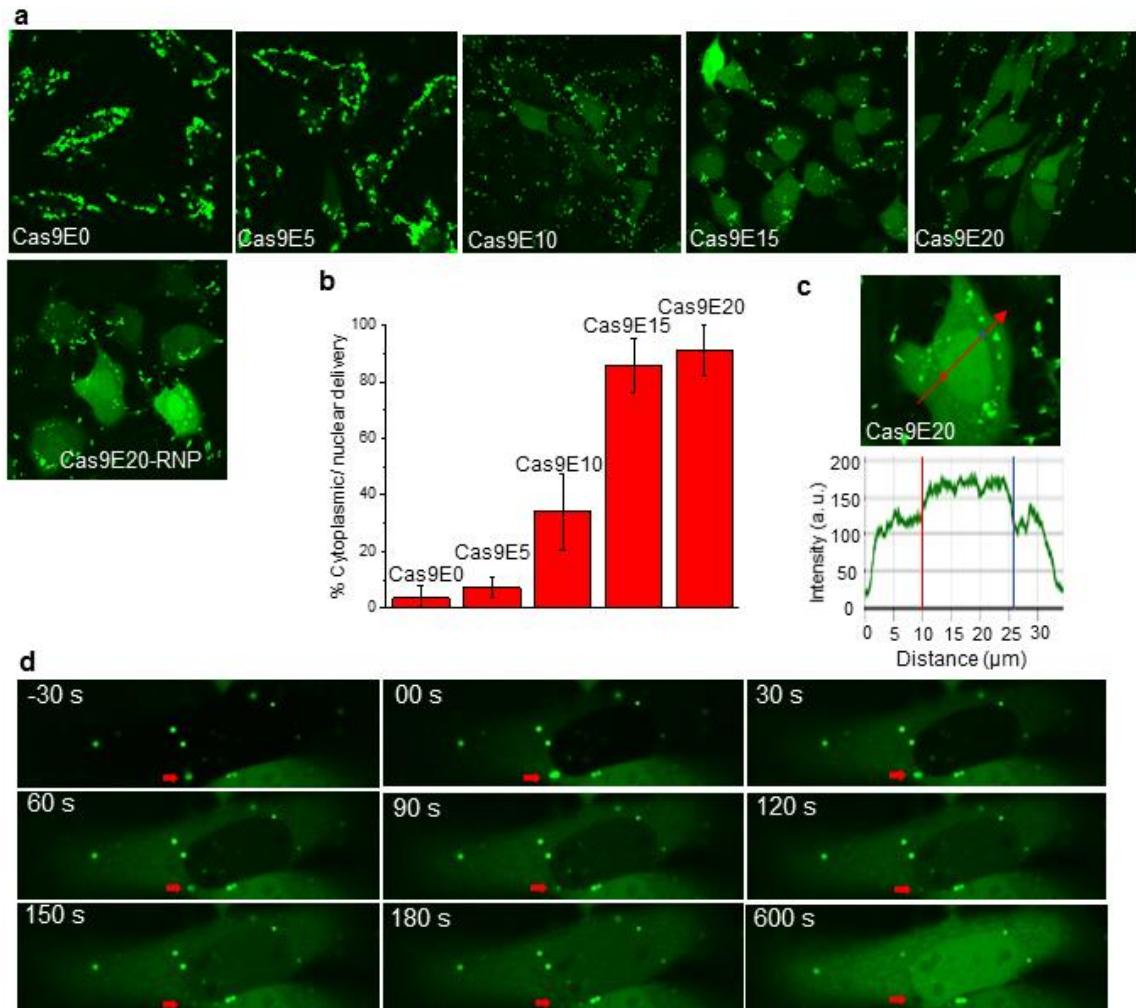 a
Cas9E0
Cas9E5
Cas9E10
Cas9E15
Cas9E20
Cas9E20-RNP
b
% Cytoplasmic/ nuclear delivery
100
80
60
40
20
0
Cas9E0
Cas9E5
Cas9E10
Cas9E15
Cas9E20
c
Cas9E20
Intensity (a.u.)
200
150
100
50
0
0 5 10 15 20 25 30
Distance (µm)
d
-30 s
00 s
30 s
60 s
90 s
120 s
150 s
180 s
600 s